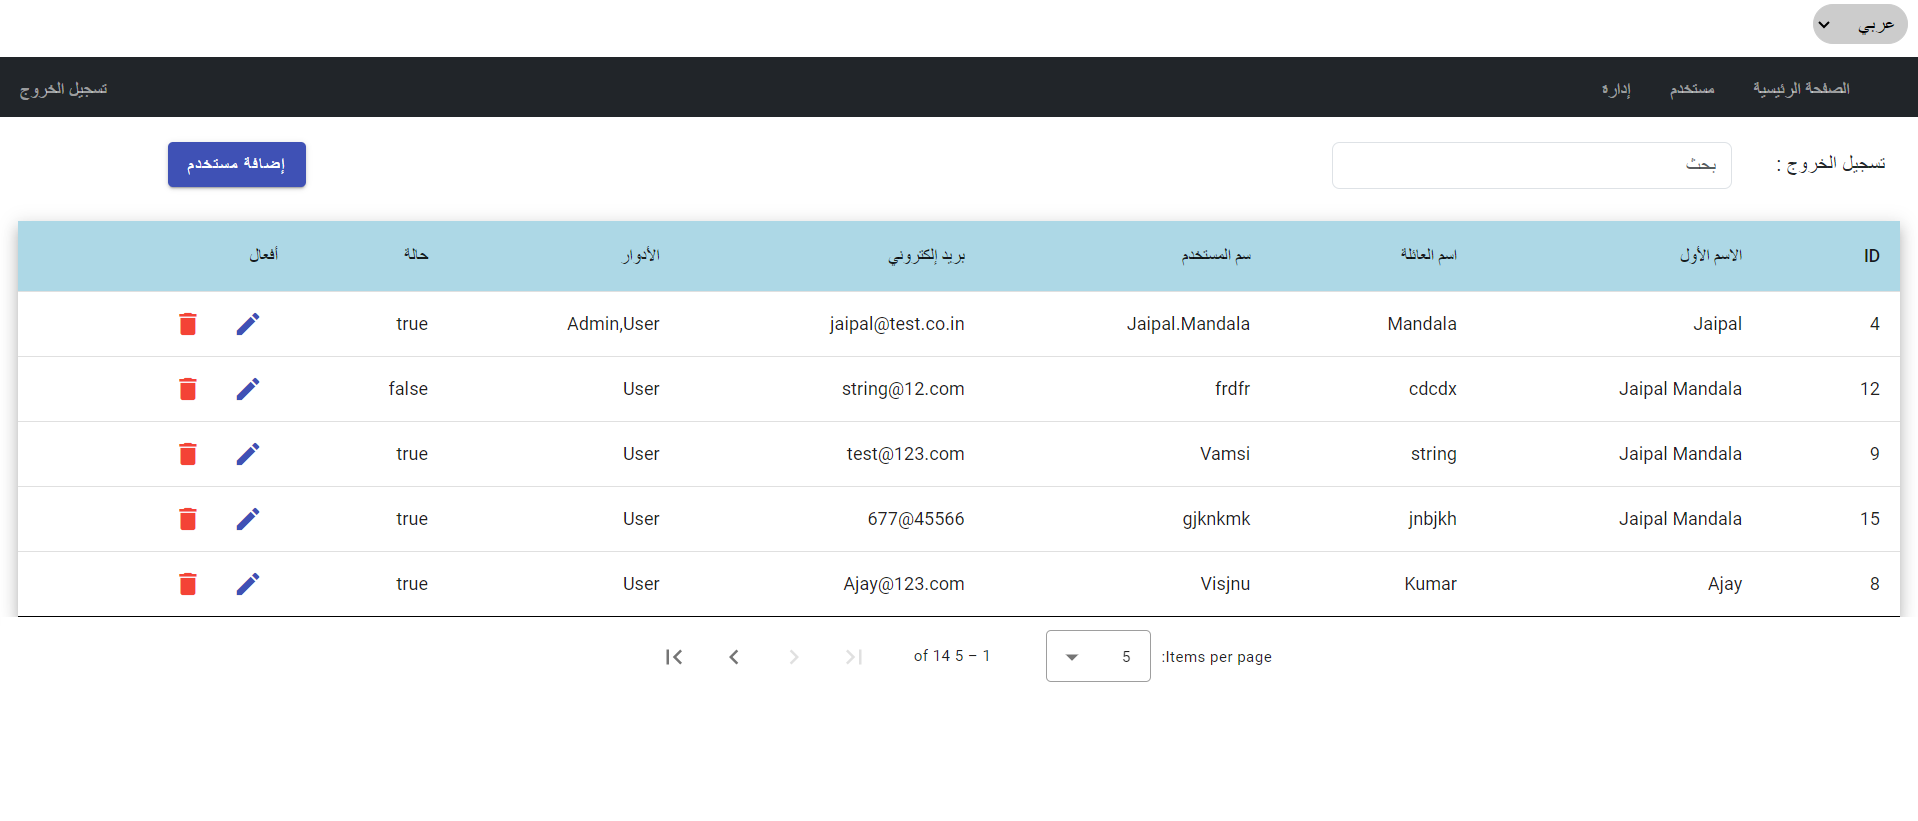 عربي
الصفحة الرئيسية مستخدم إدارة تسجيل الخروج
تسجيل الخروج : بحث إضافة مستخدم
ID الاسم الأول اسم العائلة سم المستخدم بريد إلكتروني الأدوار حالة أفعال
4 Jaipal Mandala Jaipal.Mandala jaipal@test.co.in Admin,User true
12 Jaipal Mandala cdcdx frdfr string@12.com User false
9 Jaipal Mandala string Vamsi test@123.com User true
15 Jaipal Mandala jnbjkh gjknkmk 677@45566 User true
8 Ajay Kumar Visjnu Ajay@123.com User true
:Items per page 5 of 14 5 – 1